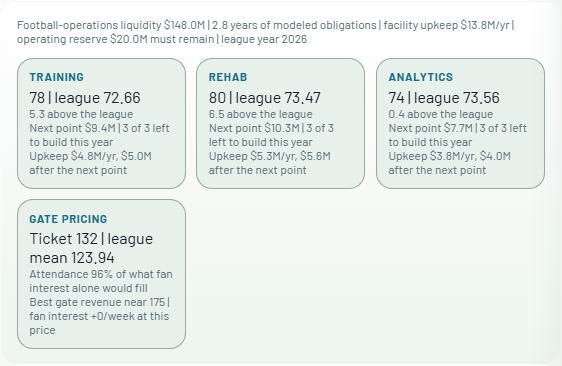 Football-operations liquidity $148.0M | 2.8 years of modeled obligations | facility upkeep $13.8M/yr |
operating reserve $20.0M must remain | league year 2026
TRAINING
78 | league 72.66
5.3 above the league
Next point $9.4M | 3 of 3 left
to build this year
Upkeep $4.8M/yr, $5.0M
after the next point
REHAB
80 | league 73.47
6.5 above the league
Next point $10.3M | 3 of 3
left to build this year
Upkeep $5.3M/yr, $5.6M
after the next point
ANALYTICS
74 | league 73.56
0.4 above the league
Next point $7.7M | 3 of 3 left
to build this year
Upkeep $3.8M/yr, $4.0M
after the next point
GATE PRICING
Ticket 132 | league
mean 123.94
Attendance 96% of what fan
interest alone would fill
Best gate revenue near 175 |
fan interest +0/week at this
price